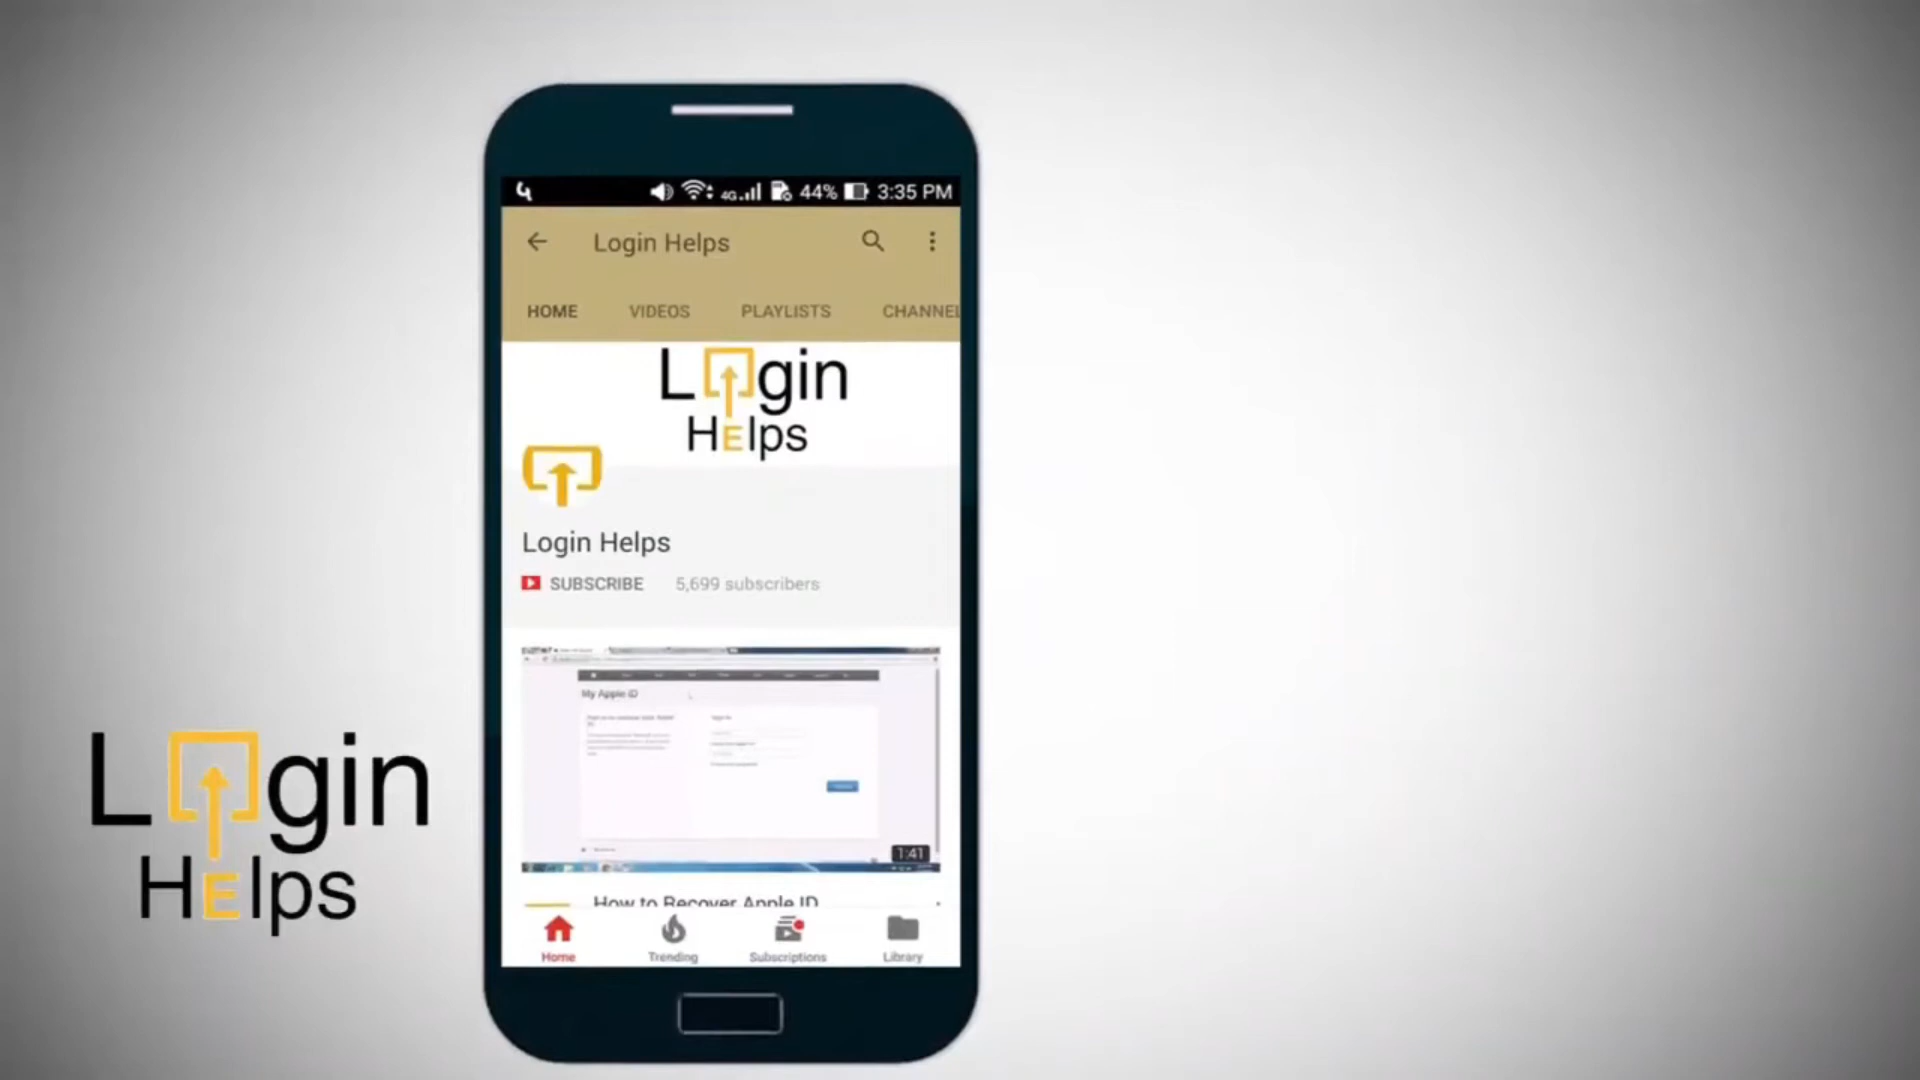 4G 44% 3:35 PM
Login Helps
HOME VIDEOS PLAYLISTS CHANNEL
Login
Helps
Login Helps
SUBSCRIBE 5,699 subscribers
My Apple ID
1:41
How to Recover Apple ID
Home Trending Subscriptions Library
Login
Helps